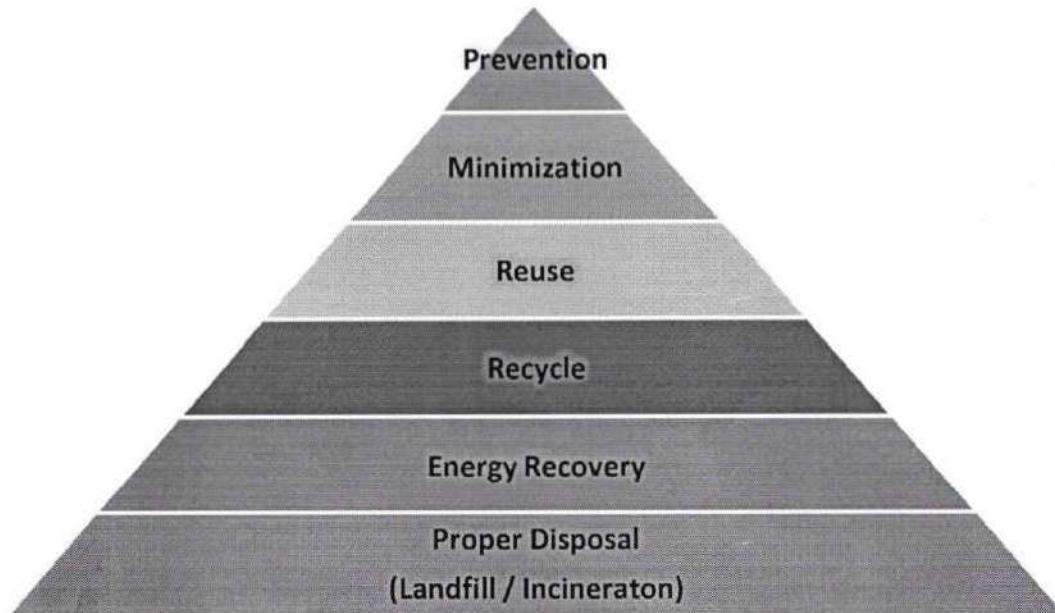 Prevention
Minimization
Reuse
Recycle
Energy Recovery
Proper Disposal
(Landfill / Incineraton)